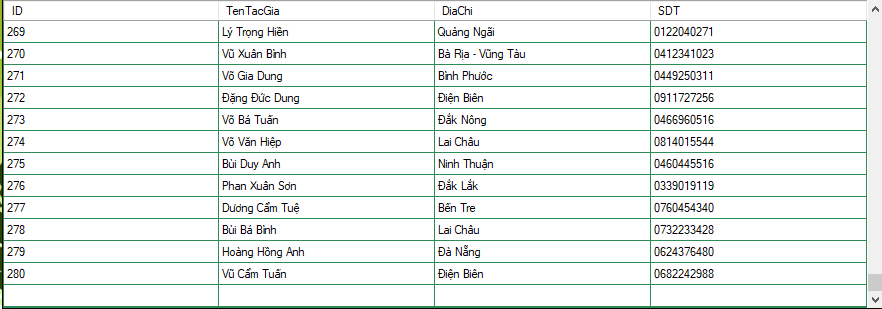 ID TenTacGia DiaChi SDT
269 Lý Trọng Hiền Quảng Ngãi 0122040271
270 Vũ Xuân Bình Bà Rịa - Vũng Tàu 0412341023
271 Võ Gia Dung Bình Phước 0449250311
272 Đặng Đức Dung Điện Biên 0911727256
273 Võ Bá Tuấn Đắk Nông 0466960516
274 Võ Văn Hiệp Lai Châu 0814015544
275 Bùi Duy Anh Ninh Thuận 0460445516
276 Phan Xuân Sơn Đắk Lắk 0339019119
277 Dương Cẩm Tuệ Bến Tre 0760454340
278 Bùi Bá Bình Lai Châu 0732233428
279 Hoàng Hồng Anh Đà Nẵng 0624376480
280 Vũ Cẩm Tuấn Điện Biên 0682242988